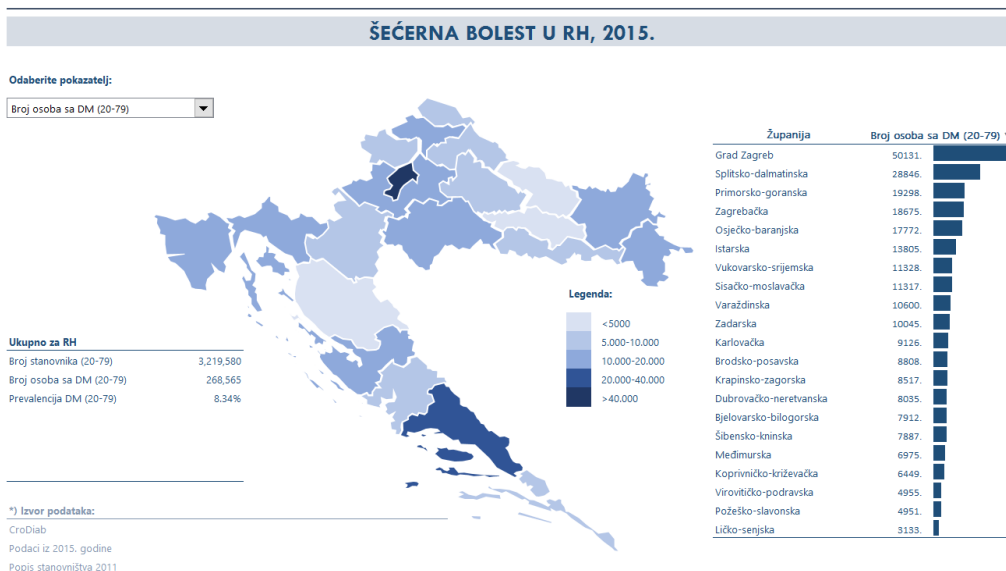 ŠEĆERNA BOLEST U RH, 2015.
Odaberite pokazatelj:
Broj osoba sa DM (20-79)
Županija Broj osoba sa DM (20-79) *
Grad Zagreb 50131.
Splitsko-dalmatinska 28846.
Primorsko-goranska 19298.
Zagrebačka 18675.
Osječko-baranjska 17772.
Istarska 13805.
Vukovarsko-srijemska 11328.
Sisačko-moslavačka 11317.
Varaždinska 10600.
Zadarska 10045.
Karlovačka 9126.
Brodsko-posavska 8808.
Krapinsko-zagorska 8517.
Dubrovačko-neretvanska 8035.
Bjelovarsko-bilogorska 7912.
Šibensko-kninska 7887.
Međimurska 6975.
Koprivničko-križevačka 6449.
Virovitičko-podravska 4955.
Požeško-slavonska 4951.
Ličko-senjska 3133.
Legenda:
<5000
5.000-10.000
10.000-20.000
20.000-40.000
>40.000
Ukupno za RH
Broj stanovnika (20-79) 3,219,580
Broj osoba sa DM (20-79) 268,565
Prevalencija DM (20-79) 8.34%
*) Izvor podataka:
CroDiab
Podaci iz 2015. godine
Popis stanovništva 2011